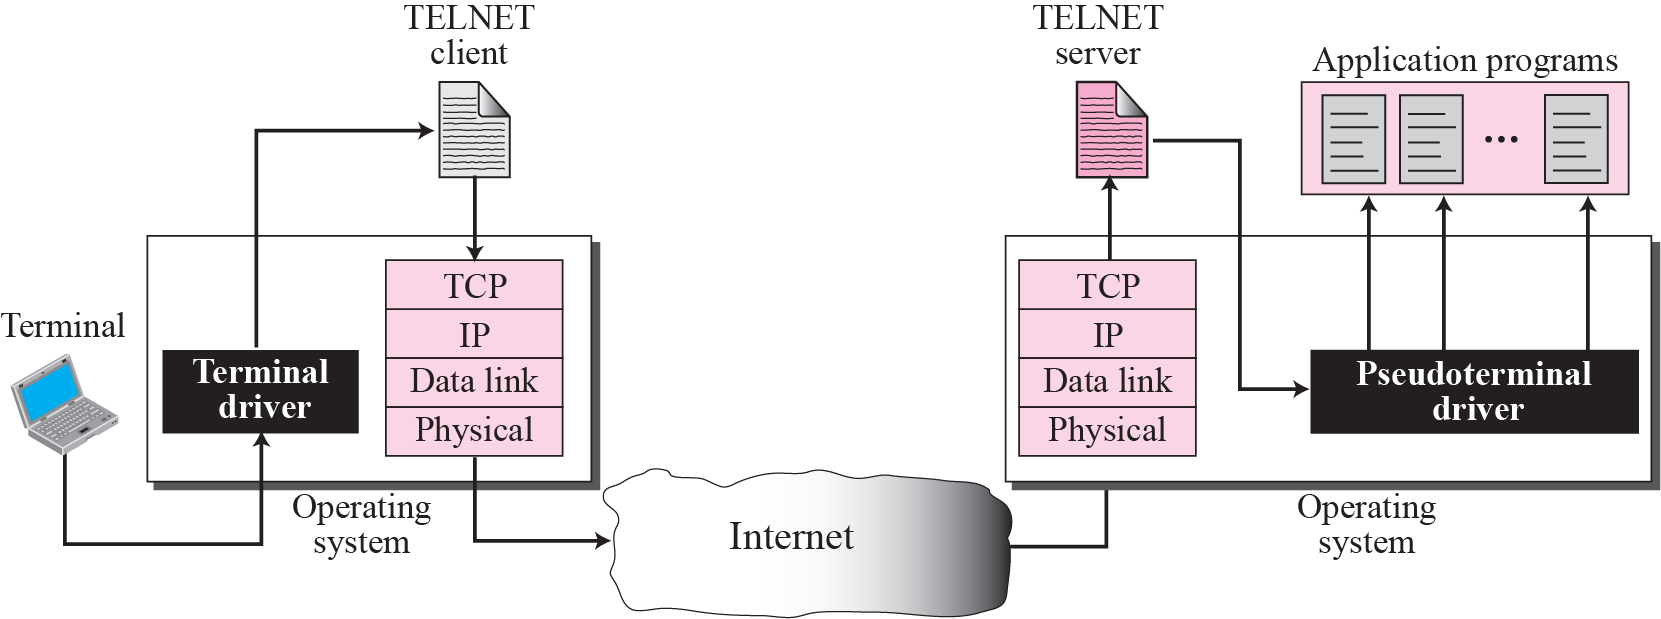 TELNET
client
TELNET
server
Application programs
...
TCP
IP
Data link
Physical
TCP
IP
Data link
Physical
Terminal
Terminal
driver
Pseudoterminal
driver
Operating
system
Internet
Operating
system